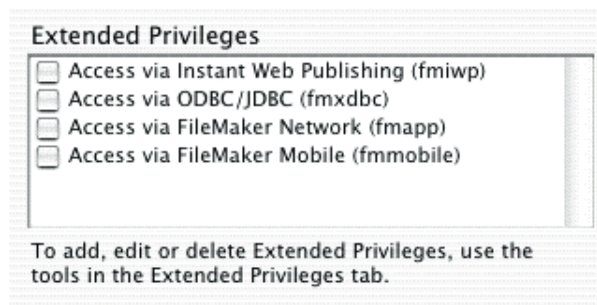 Extended Privileges
Access via Instant Web Publishing (fmiwp)
Access via ODBC/JDBC (fmxdbc)
Access via FileMaker Network (fmapp)
Access via FileMaker Mobile (fmmobile)
To add, edit or delete Extended Privileges, use the
tools in the Extended Privileges tab.